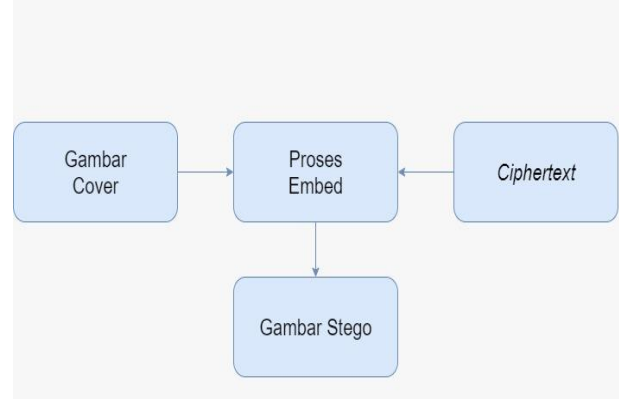 Gambar
Cover
Proses
Embed
Ciphertext
Gambar Stego